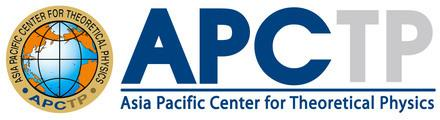 ASIA PACIFIC CENTER FOR THEORETICAL PHYSICS
• APCTP •
APCTP
Asia Pacific Center for Theoretical Physics